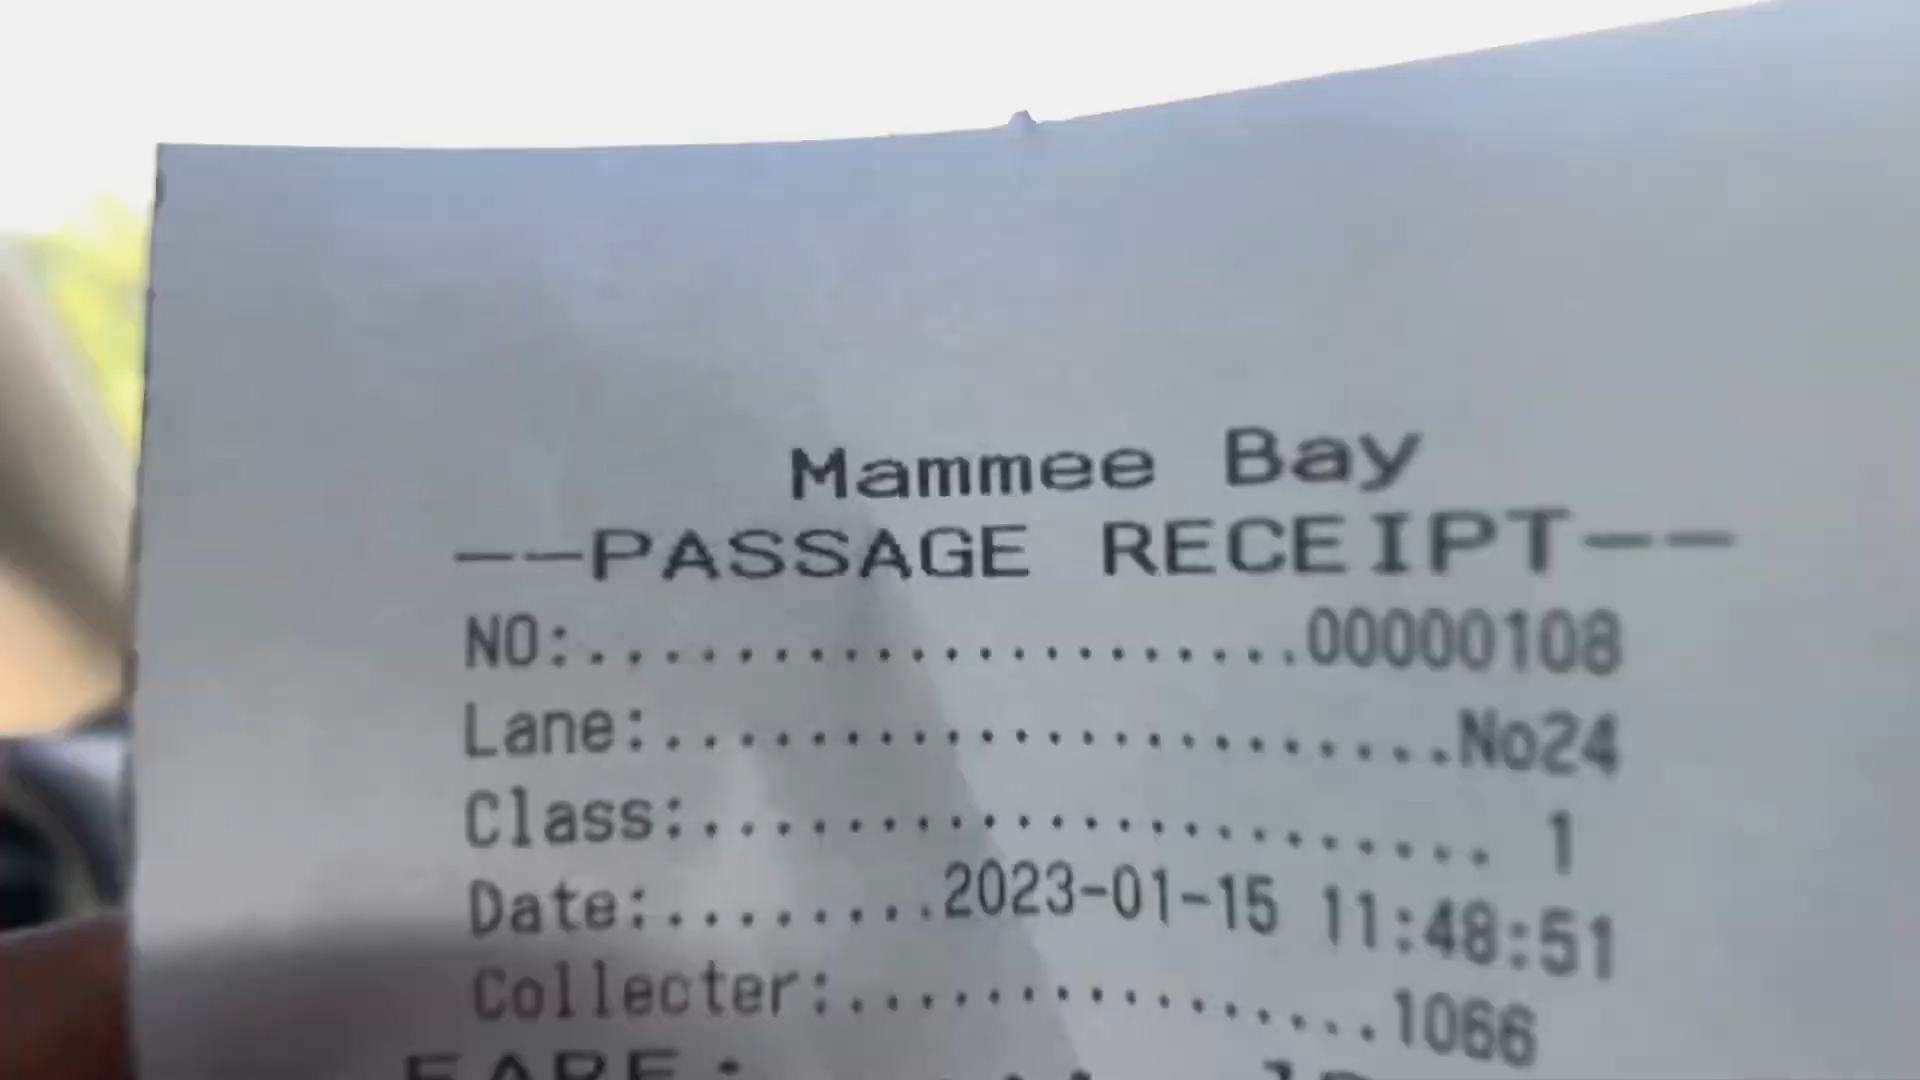 Mammee Bay
--PASSAGE RECEIPT--
NO:.....................00000108
Lane:.......................No24
Class:...................... 1
Date:........2023-01-15 11:48:51
Collecter:...............1066
FARE: